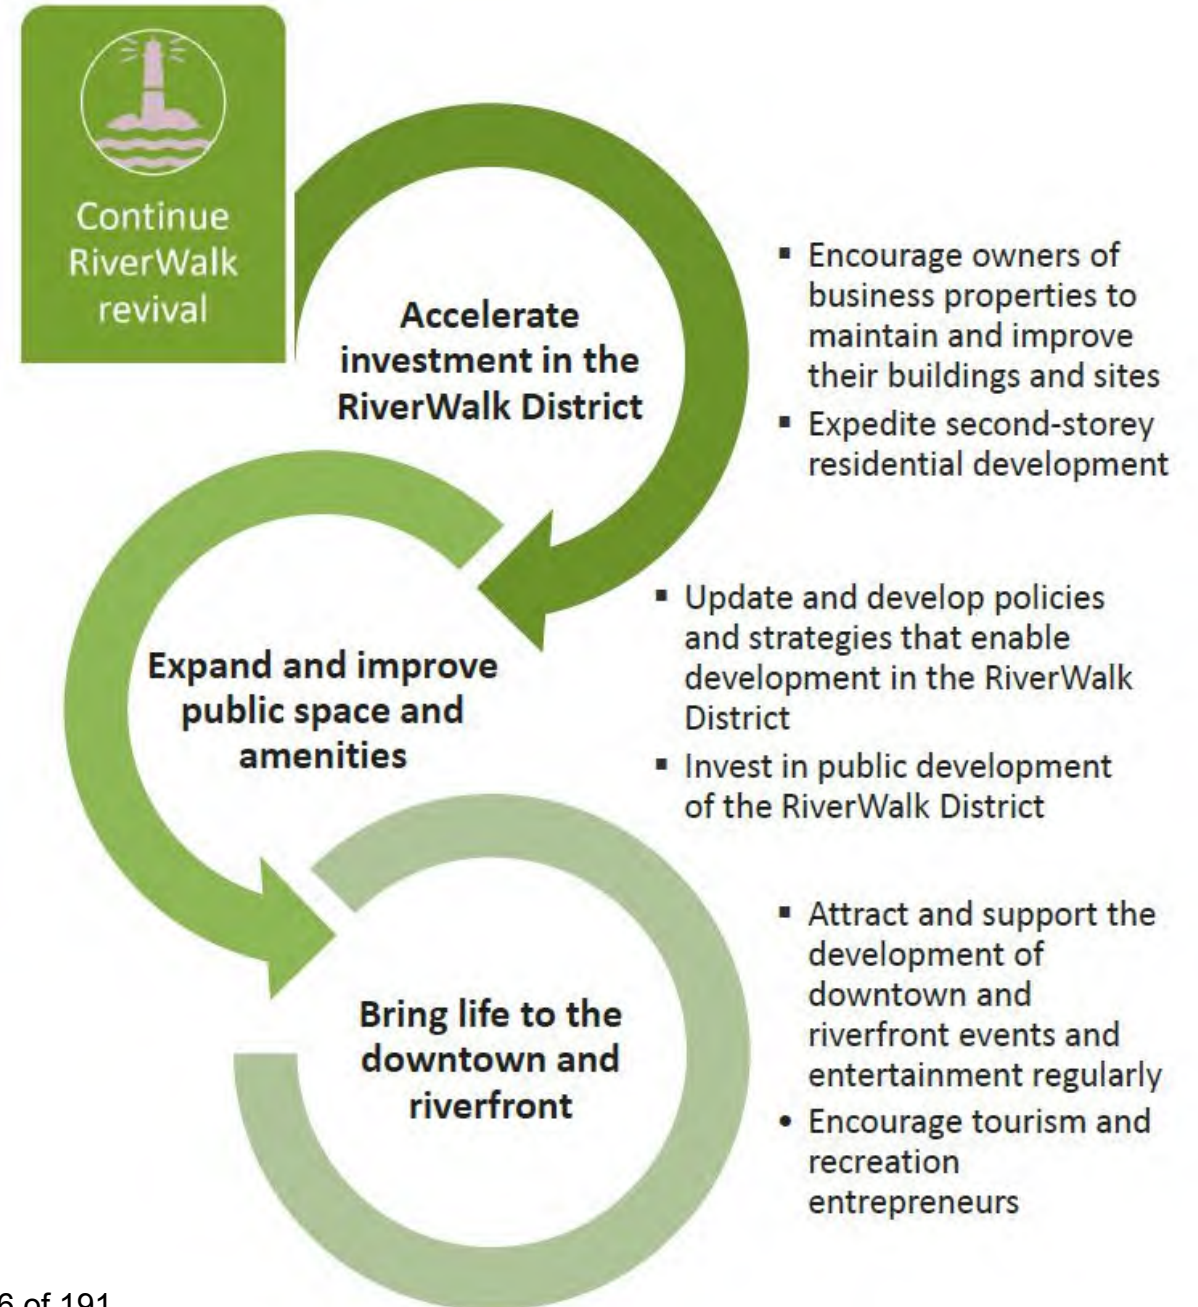 Continue
RiverWalk
revival
Accelerate
investment in the
RiverWalk District
▪ Encourage owners of
business properties to
maintain and improve
their buildings and sites
▪ Expedite second-storey
residential development
Expand and improve
public space and
amenities
▪ Update and develop policies
and strategies that enable
development in the RiverWalk
District
▪ Invest in public development
of the RiverWalk District
Bring life to the
downtown and
riverfront
▪ Attract and support the
development of
downtown and
riverfront events and
entertainment regularly
• Encourage tourism and
recreation
entrepreneurs
6 of 191